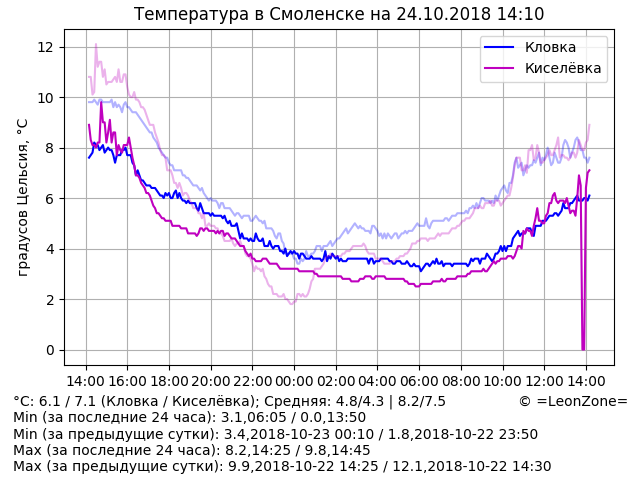 Температура в Смоленске на 24.10.2018 14:10
Кловка
Киселёвка
градусов Цельсия, °C
12
10
8
6
4
2
0
14:00 16:00 18:00 20:00 22:00 00:00 02:00 04:00 06:00 08:00 10:00 12:00 14:00
°C: 6.1 / 7.1 (Кловка / Киселёвка); Средняя: 4.8/4.3 | 8.2/7.5 © =LeonZone=
Min (за последние 24 часа): 3.1,06:05 / 0.0,13:50
Min (за предыдущие сутки): 3.4,2018-10-23 00:10 / 1.8,2018-10-22 23:50
Max (за последние 24 часа): 8.2,14:25 / 9.8,14:45
Max (за предыдущие сутки): 9.9,2018-10-22 14:25 / 12.1,2018-10-22 14:30